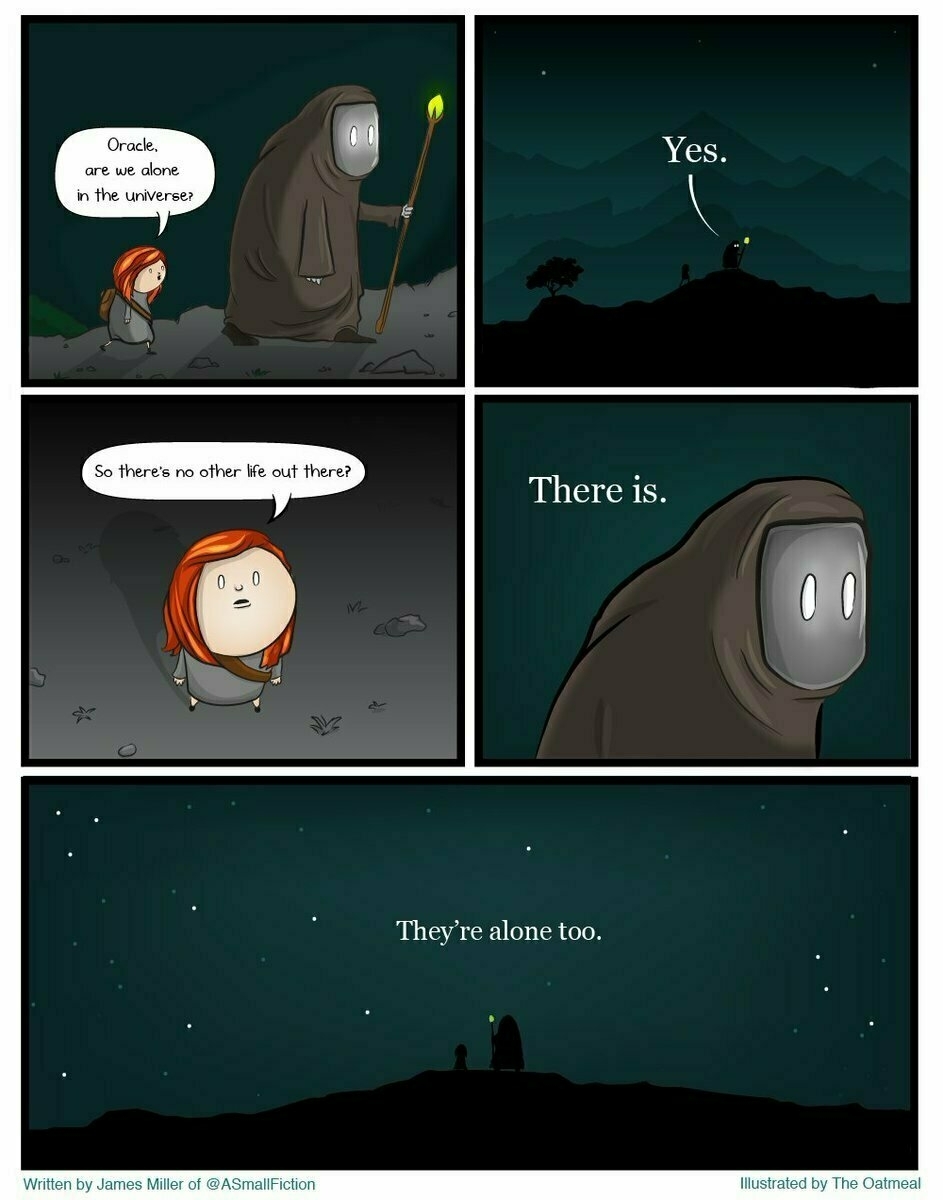 Oracle,
are we alone
in the universe?
Yes.
So there's no other life out there?
There is.
They're alone too.
Written by James Miller of @ASmallFiction
Illustrated by The Oatmeal